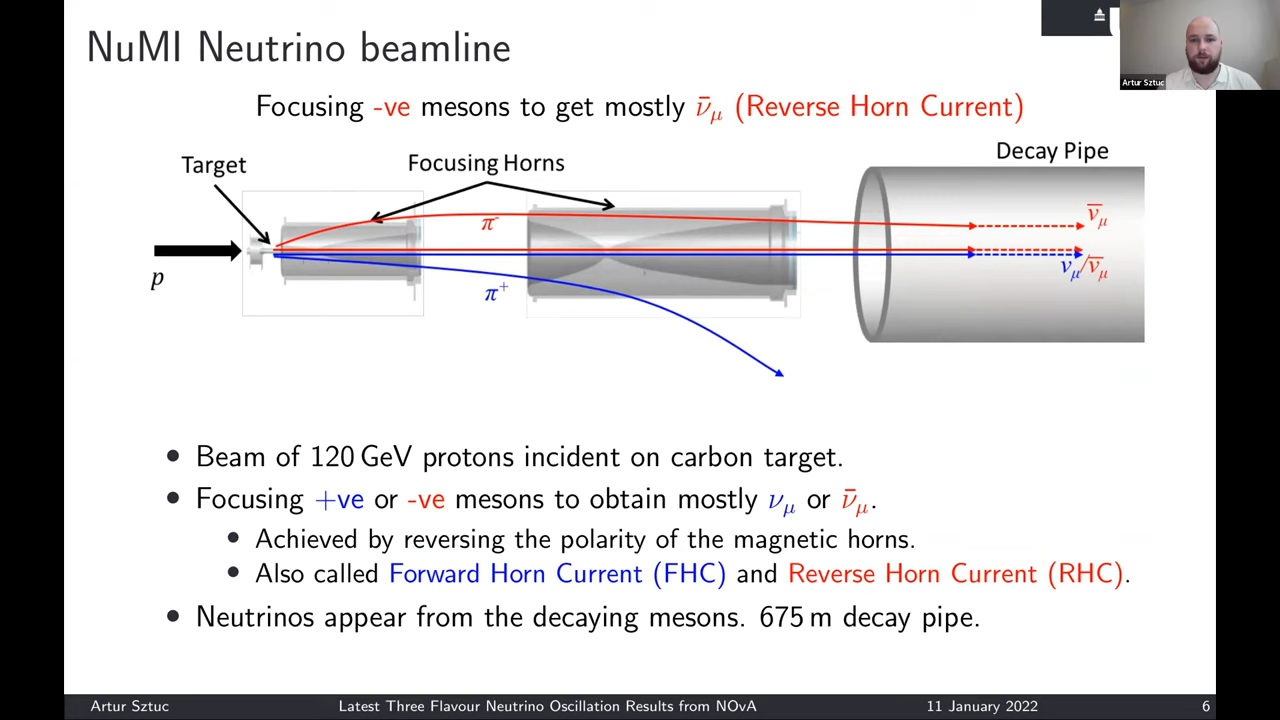 NuMI Neutrino beamline
Artur Sztuc
Focusing -ve mesons to get mostly ν̄μ (Reverse Horn Current)
Target
Focusing Horns
Decay Pipe
p
π-
π+
ν̄μ
νμ/ν̄μ
• Beam of 120 GeV protons incident on carbon target.
• Focusing +ve or -ve mesons to obtain mostly νμ or ν̄μ.
• Achieved by reversing the polarity of the magnetic horns.
• Also called Forward Horn Current (FHC) and Reverse Horn Current (RHC).
• Neutrinos appear from the decaying mesons. 675 m decay pipe.
Artur Sztuc
Latest Three Flavour Neutrino Oscillation Results from NOvA
11 January 2022
6